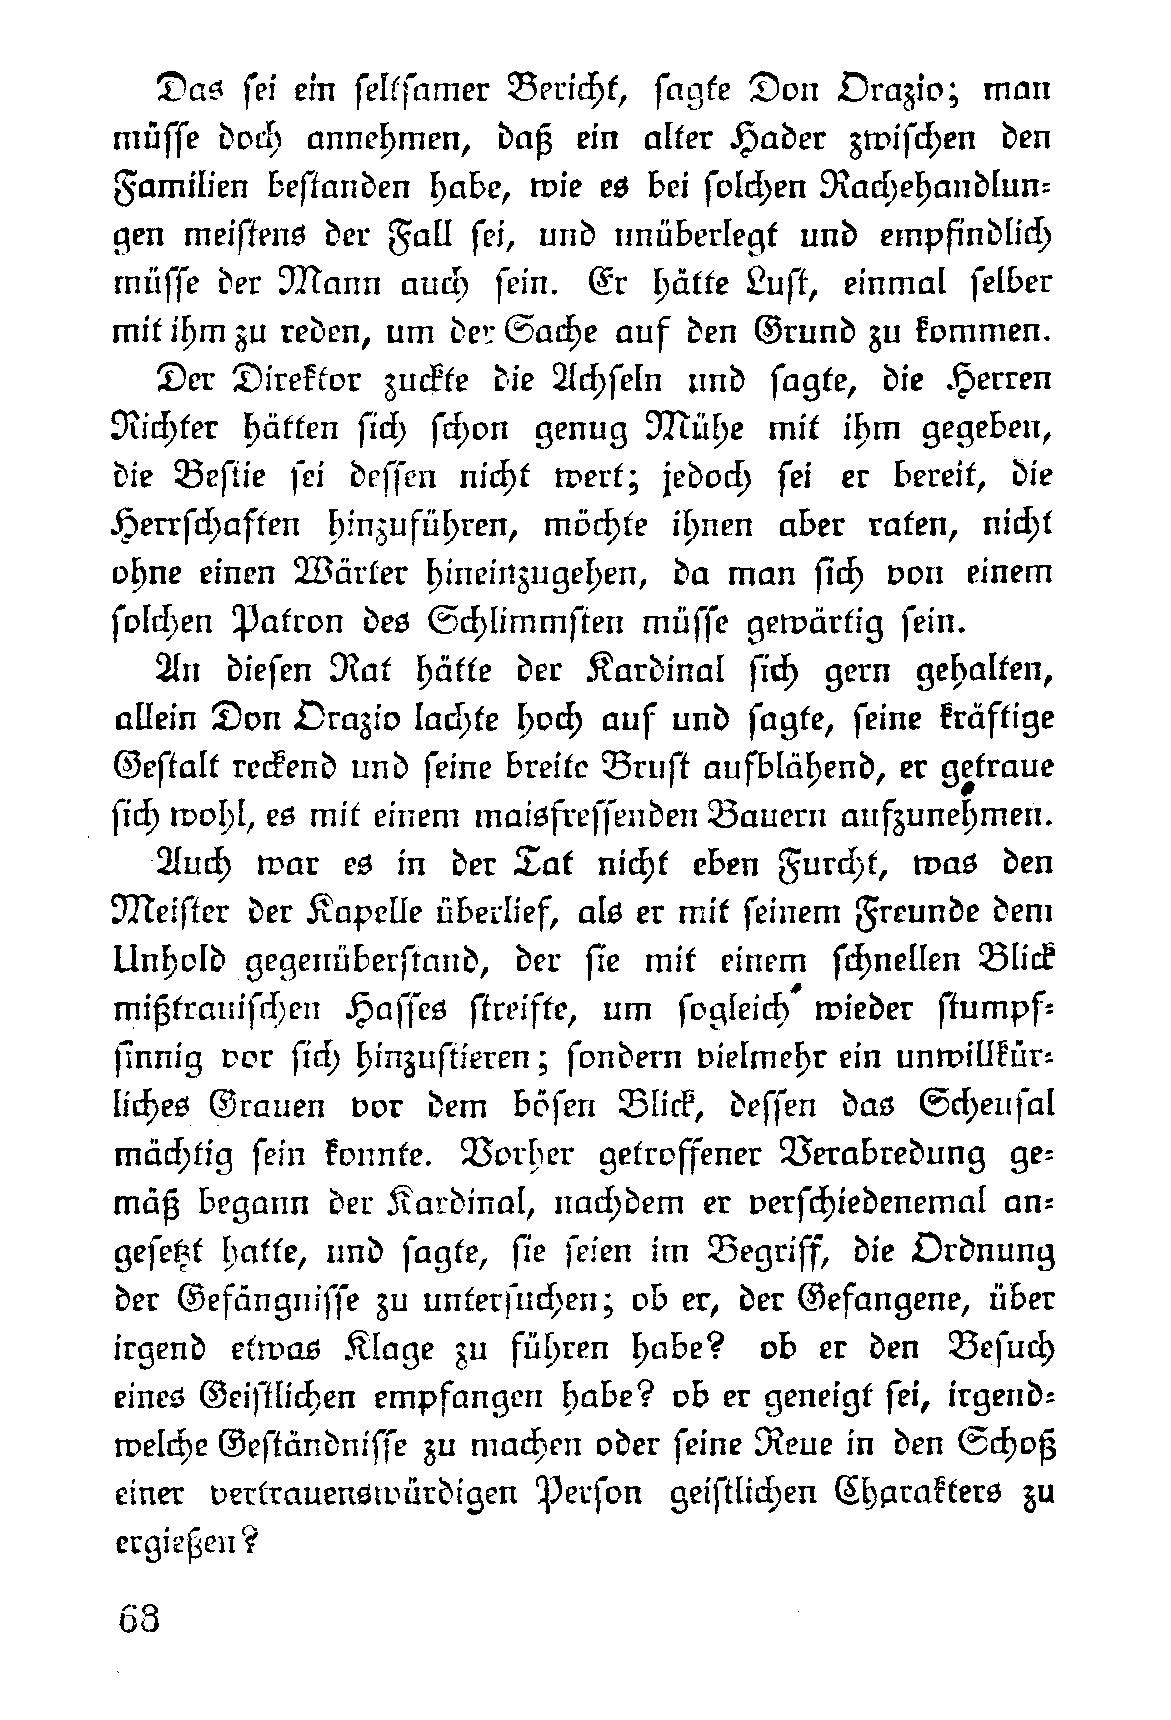 Das ſei ein ſeltſamer Bericht, ſagte Don Orazio; man
müſſe doch annehmen, daß ein alter Hader zwiſchen den
Familien beſtanden habe, wie es bei ſolchen Rachehandlun⸗
gen meiſtens der Fall ſei, und unüberlegt und empfindlich
müſſe der Mann auch ſein. Er hätte Luſt, einmal ſelber
mit ihm zu reden, um der Sache auf den Grund zu kommen.
Der Direktor zuckte die Achſeln und ſagte, die Herren
Richter hätten ſich ſchon genug Mühe mit ihm gegeben,
die Beſtie ſei deſſen nicht wert; jedoch ſei er bereit, die
Herrſchaften hinzuführen, möchte ihnen aber raten, nicht
ohne einen Wärter hineinzugehen, da man ſich von einem
ſolchen Patron des Schlimmſten müſſe gewärtig ſein.
An dieſen Rat hätte der Kardinal ſich gern gehalten,
allein Don Orazio lachte hoch auf und ſagte, ſeine kräftige
Geſtalt reckend und ſeine breite Bruſt aufblähend, er getraue
ſich wohl, es mit einem maisfreſſenden Bauern aufzunehmen.
Auch war es in der Tat nicht eben Furcht, was den
Meiſter der Kapelle überlief, als er mit ſeinem Freunde dem
Unhold gegenüberſtand, der ſie mit einem ſchnellen Blick
mißtrauiſchen Haſſes ſtreifte, um ſogleich wieder ſtumpf⸗
ſinnig vor ſich hinzuſtieren; ſondern vielmehr ein unwillkür⸗
liches Grauen vor dem böſen Blick, deſſen das Scheuſal
mächtig ſein konnte. Vorher getroffener Verabredung ge⸗
mäß begann der Kardinal, nachdem er verſchiedenemal an⸗
geſetzt hatte, und ſagte, ſie ſeien im Begriff, die Ordnung
der Gefängniſſe zu unterſuchen; ob er, der Gefangene, über
irgend etwas Klage zu führen habe? ob er den Beſuch
eines Geiſtlichen empfangen habe? ob er geneigt ſei, irgend⸗
welche Geſtändniſſe zu machen oder ſeine Reue in den Schoß
einer vertrauenswürdigen Perſon geiſtlichen Charakters zu
ergießen?
68